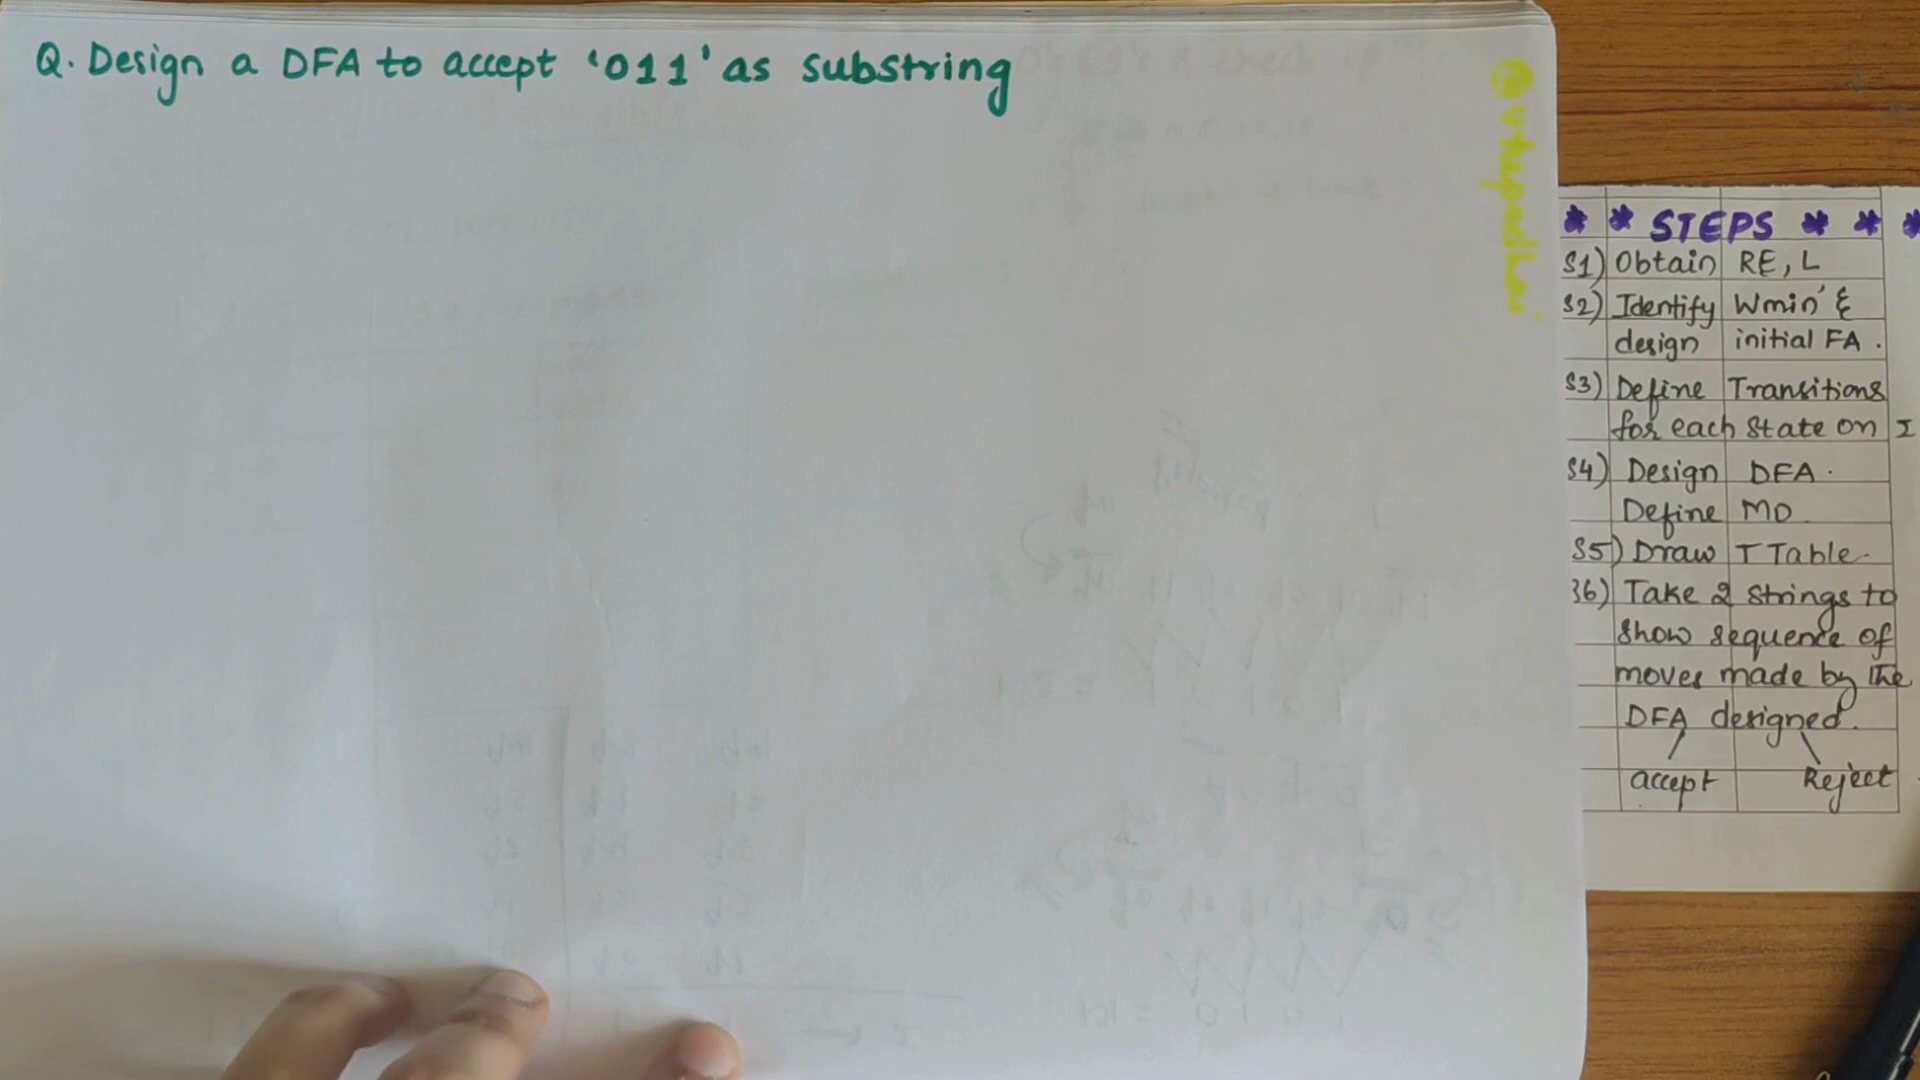 Q. Design a DFA to accept '011' as substring
@vtupadhai
* * STEPS * * *
S1) Obtain RE, L
S2) Identify Wmin' &
design initial FA.
S3) Define Transitions
for each state on I
S4) Design DFA.
Define MD.
S5) Draw T Table.
S6) Take 2 strings to
show sequence of
moves made by the
DFA designed.
accept Reject